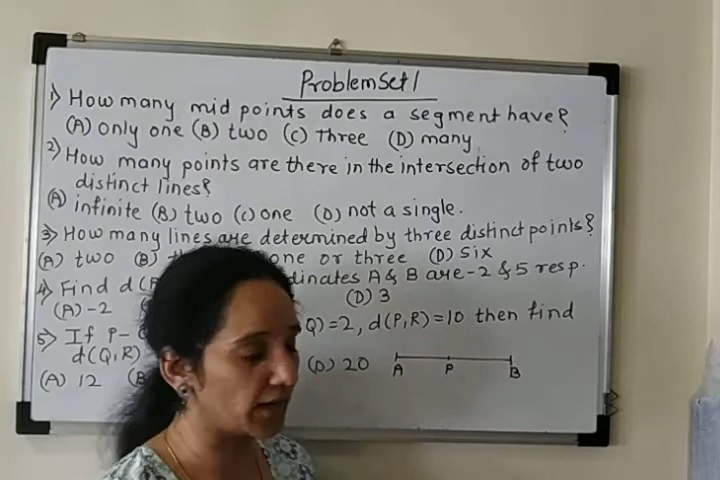 Problem Set 1
1) How many mid points does a segment have?
(A) only one (B) two (C) Three (D) many
2) How many points are there in the intersection of two
distinct lines?
(A) infinite (B) two (C) one (D) not a single.
3) How many lines are determined by three distinct points?
(A) two (B) one or three (D) Six
4) Find d(A dinates A & B are -2 & 5 resp.
(A) -2 (D) 3
5) If P- Q) = 2, d(P,R) = 10 then find
d(Q,R)
(A) 12 (B (D) 20
A P B